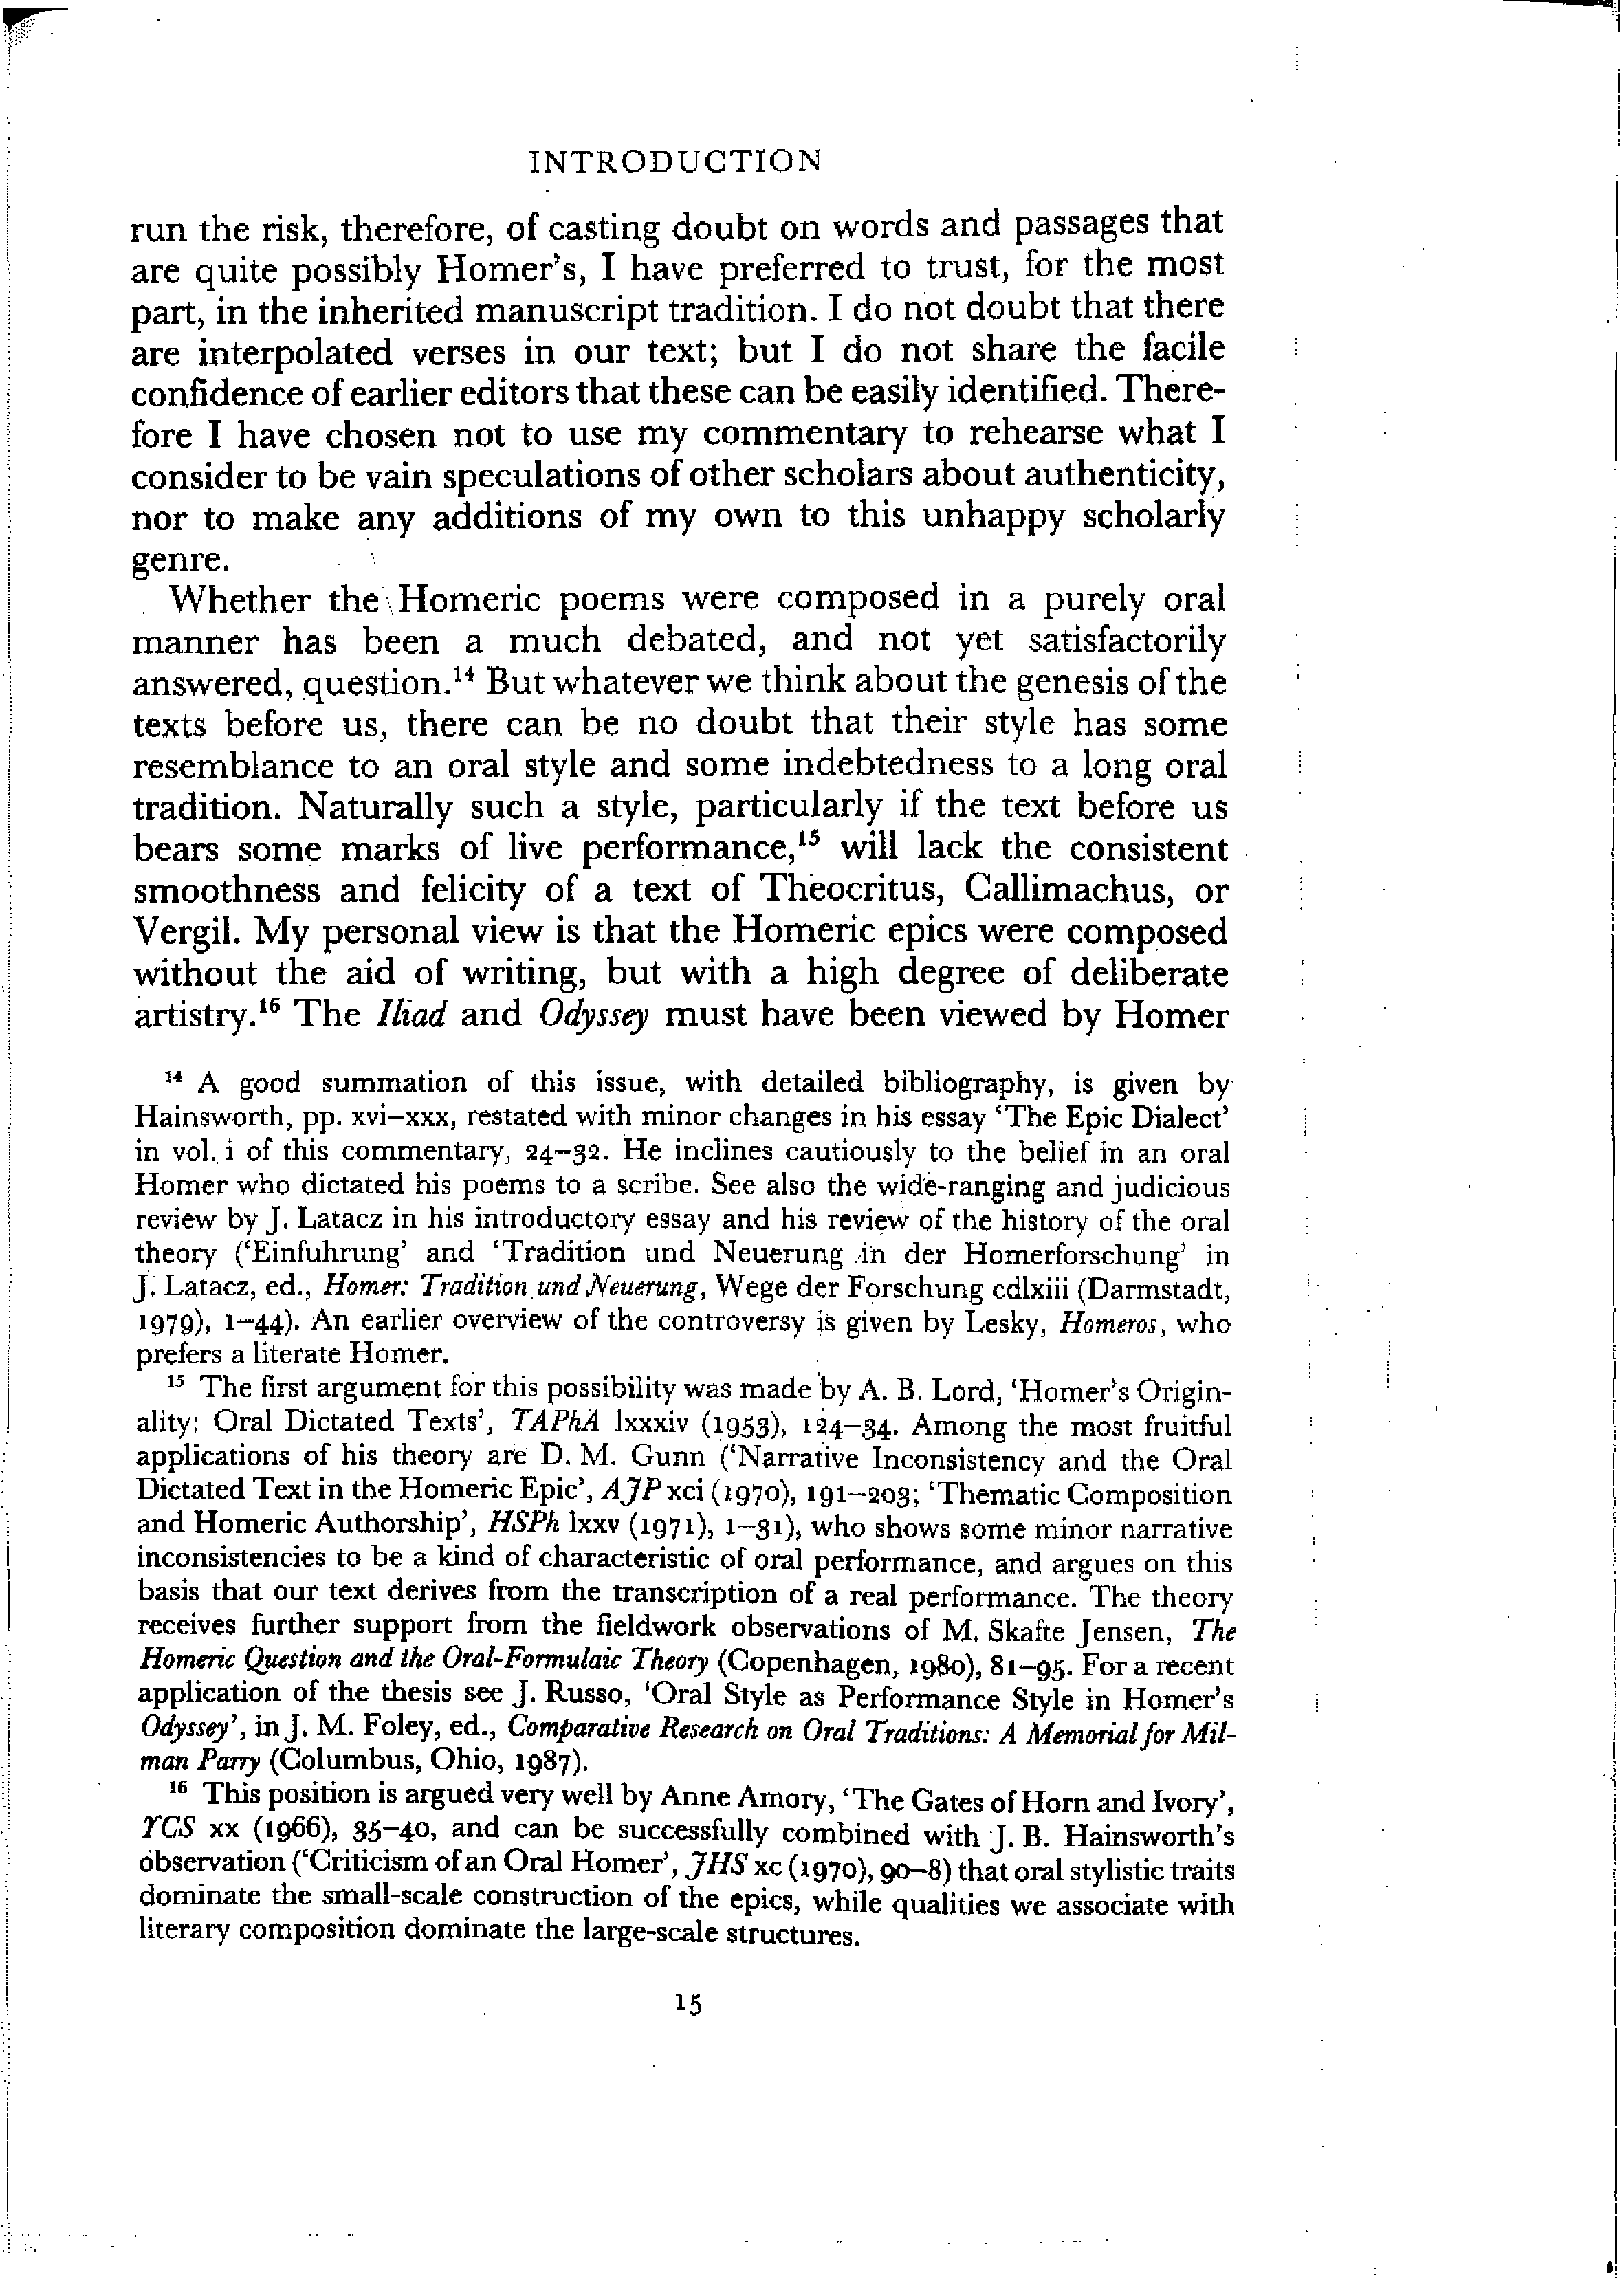 INTRODUCTION
run the risk, therefore, of casting doubt on words and passages that
are quite possibly Homer's, I have preferred to trust, for the most
part, in the inherited manuscript tradition. I do not doubt that there
are interpolated verses in our text; but I do not share the facile
confidence of earlier editors that these can be easily identified. There-
fore I have chosen not to use my commentary to rehearse what I
consider to be vain speculations of other scholars about authenticity,
nor to make any additions of my own to this unhappy scholarly
genre.
Whether the Homeric poems were composed in a purely oral
manner has been a much debated, and not yet satisfactorily
answered, question.¹⁴ But whatever we think about the genesis of the
texts before us, there can be no doubt that their style has some
resemblance to an oral style and some indebtedness to a long oral
tradition. Naturally such a style, particularly if the text before us
bears some marks of live performance,¹⁵ will lack the consistent
smoothness and felicity of a text of Theocritus, Callimachus, or
Vergil. My personal view is that the Homeric epics were composed
without the aid of writing, but with a high degree of deliberate
artistry.¹⁶ The Iliad and Odyssey must have been viewed by Homer
¹⁴ A good summation of this issue, with detailed bibliography, is given by
Hainsworth, pp. xvi–xxx, restated with minor changes in his essay 'The Epic Dialect'
in vol. i of this commentary, 24–32. He inclines cautiously to the belief in an oral
Homer who dictated his poems to a scribe. See also the wide-ranging and judicious
review by J. Latacz in his introductory essay and his review of the history of the oral
theory ('Einfuhrung' and 'Tradition und Neuerung in der Homerforschung' in
J. Latacz, ed., Homer: Tradition und Neuerung, Wege der Forschung cdlxiii (Darmstadt,
1979), 1–44). An earlier overview of the controversy is given by Lesky, Homeros, who
prefers a literate Homer.
¹⁵ The first argument for this possibility was made by A. B. Lord, 'Homer's Origin-
ality: Oral Dictated Texts', TAPhA lxxxiv (1953), 124–34. Among the most fruitful
applications of his theory are D. M. Gunn ('Narrative Inconsistency and the Oral
Dictated Text in the Homeric Epic', AJP xci (1970), 191–203; 'Thematic Composition
and Homeric Authorship', HSPh lxxv (1971), 1–31), who shows some minor narrative
inconsistencies to be a kind of characteristic of oral performance, and argues on this
basis that our text derives from the transcription of a real performance. The theory
receives further support from the fieldwork observations of M. Skafte Jensen, The
Homeric Question and the Oral-Formulaic Theory (Copenhagen, 1980), 81–95. For a recent
application of the thesis see J. Russo, 'Oral Style as Performance Style in Homer's
Odyssey', in J. M. Foley, ed., Comparative Research on Oral Traditions: A Memorial for Mil-
man Parry (Columbus, Ohio, 1987).
¹⁶ This position is argued very well by Anne Amory, 'The Gates of Horn and Ivory',
YCS xx (1966), 35–40, and can be successfully combined with J. B. Hainsworth's
observation ('Criticism of an Oral Homer', JHS xc (1970), 90–8) that oral stylistic traits
dominate the small-scale construction of the epics, while qualities we associate with
literary composition dominate the large-scale structures.
15